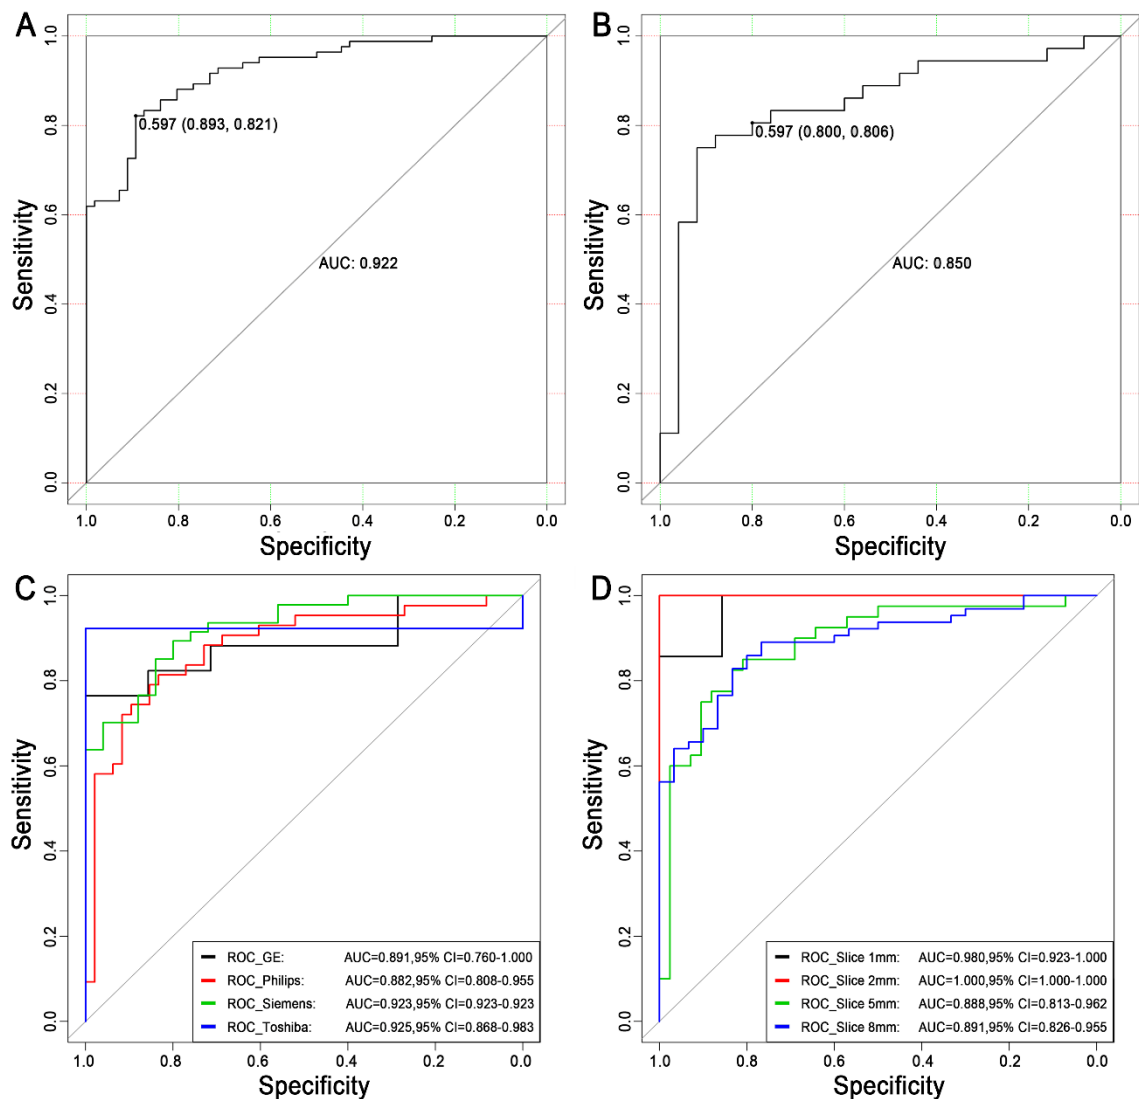 A
1.0
0.8
0.6
0.4
0.2
0.0
Sensitivity
0.597 (0.893, 0.821)
AUC: 0.922
1.0 0.8 0.6 0.4 0.2 0.0
Specificity
B
1.0
0.8
0.6
0.4
0.2
0.0
Sensitivity
0.597 (0.800, 0.806)
AUC: 0.850
1.0 0.8 0.6 0.4 0.2 0.0
Specificity
C
1.0
0.8
0.6
0.4
0.2
0.0
Sensitivity
ROC_GE: AUC=0.891,95% CI=0.760-1.000
ROC_Philips: AUC=0.882,95% CI=0.808-0.955
ROC_Siemens: AUC=0.923,95% CI=0.923-0.923
ROC_Toshiba: AUC=0.925,95% CI=0.868-0.983
1.0 0.8 0.6 0.4 0.2 0.0
Specificity
D
1.0
0.8
0.6
0.4
0.2
0.0
Sensitivity
ROC_Slice 1mm: AUC=0.980,95% CI=0.923-1.000
ROC_Slice 2mm: AUC=1.000,95% CI=1.000-1.000
ROC_Slice 5mm: AUC=0.888,95% CI=0.813-0.962
ROC_Slice 8mm: AUC=0.891,95% CI=0.826-0.955
1.0 0.8 0.6 0.4 0.2 0.0
Specificity